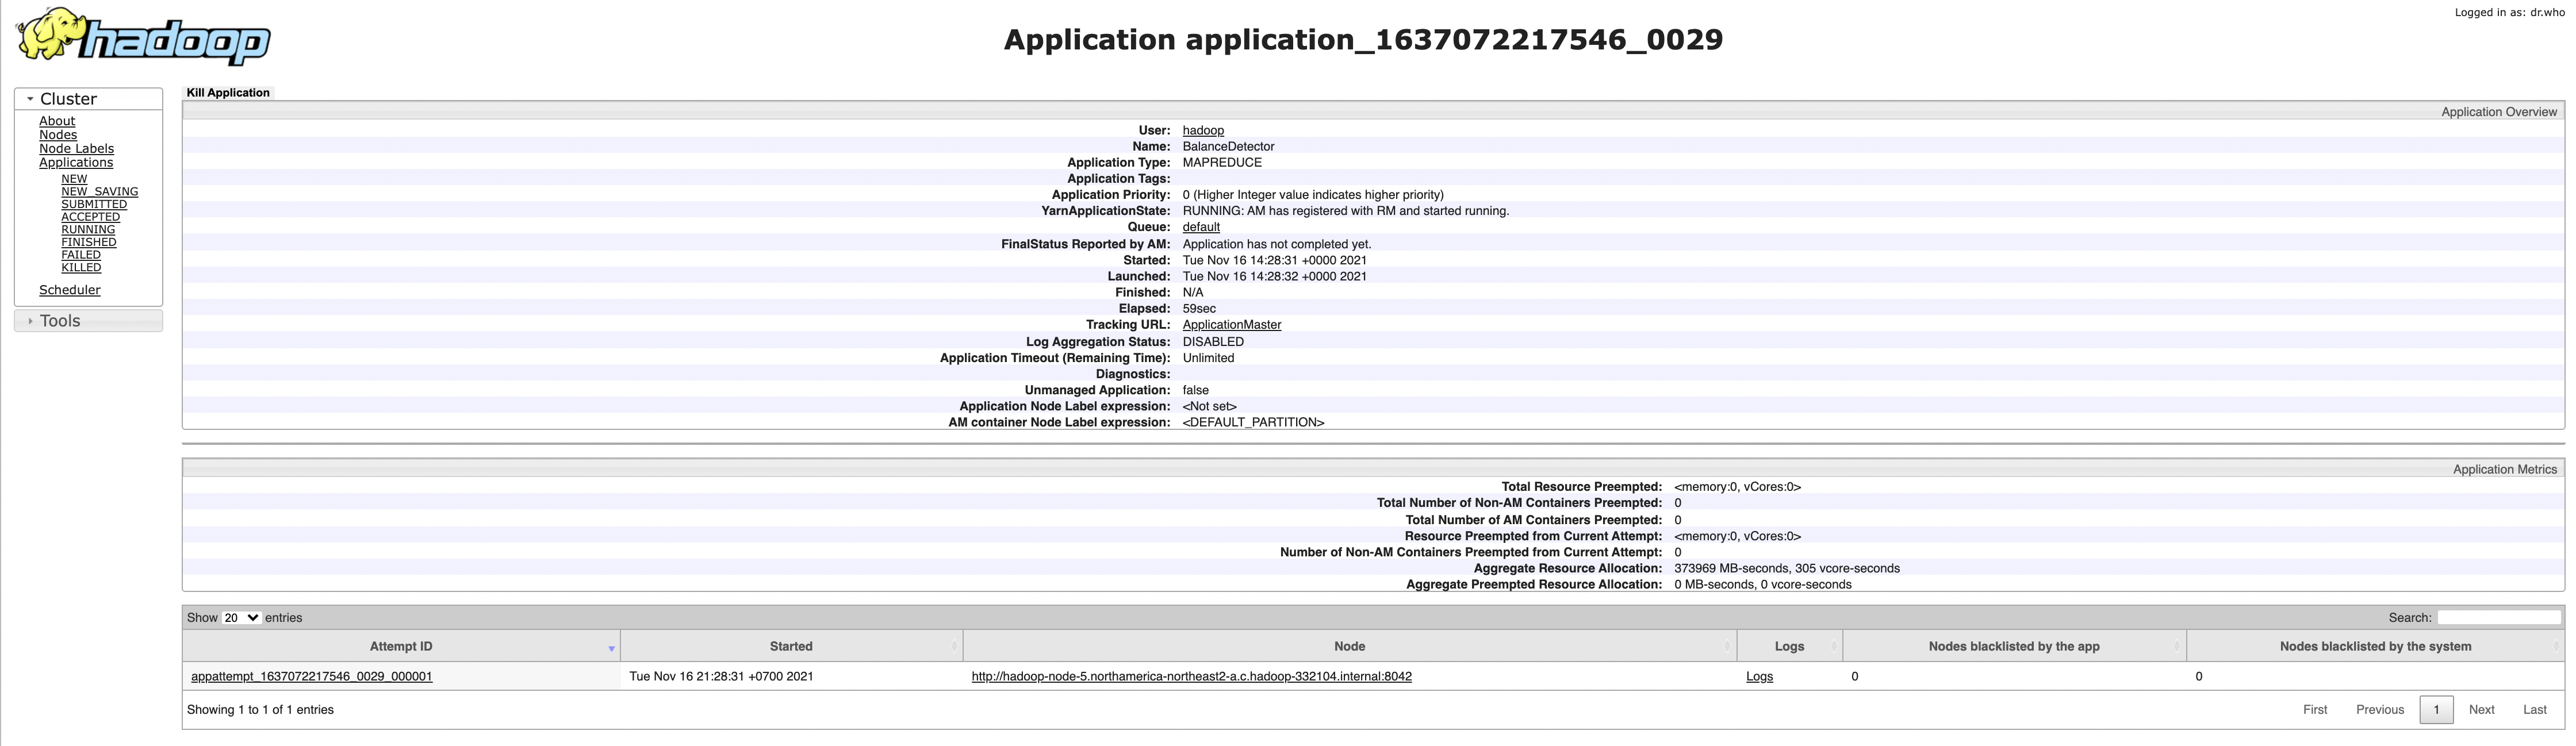 Logged in as: dr.who
hadoop
Application application_1637072217546_0029
Cluster
About
Nodes
Node Labels
Applications
NEW
NEW_SAVING
SUBMITTED
ACCEPTED
RUNNING
FINISHED
FAILED
KILLED
Scheduler
Tools
Kill Application
Application Overview
User: hadoop
Name: BalanceDetector
Application Type: MAPREDUCE
Application Tags:
Application Priority: 0 (Higher Integer value indicates higher priority)
YarnApplicationState: RUNNING: AM has registered with RM and started running.
Queue: default
FinalStatus Reported by AM: Application has not completed yet.
Started: Tue Nov 16 14:28:31 +0000 2021
Launched: Tue Nov 16 14:28:32 +0000 2021
Finished: N/A
Elapsed: 59sec
Tracking URL: ApplicationMaster
Log Aggregation Status: DISABLED
Application Timeout (Remaining Time): Unlimited
Diagnostics:
Unmanaged Application: false
Application Node Label expression: <Not set>
AM container Node Label expression: <DEFAULT_PARTITION>
Application Metrics
Total Resource Preempted: <memory:0, vCores:0>
Total Number of Non-AM Containers Preempted: 0
Total Number of AM Containers Preempted: 0
Resource Preempted from Current Attempt: <memory:0, vCores:0>
Number of Non-AM Containers Preempted from Current Attempt: 0
Aggregate Resource Allocation: 373969 MB-seconds, 305 vcore-seconds
Aggregate Preempted Resource Allocation: 0 MB-seconds, 0 vcore-seconds
Show 20 entries Search:
Attempt ID Started Node Logs Nodes blacklisted by the app Nodes blacklisted by the system
appattempt_1637072217546_0029_000001 Tue Nov 16 21:28:31 +0700 2021 http://hadoop-node-5.northamerica-northeast2-a.c.hadoop-332104.internal:8042 Logs 0 0
Showing 1 to 1 of 1 entries First Previous 1 Next Last